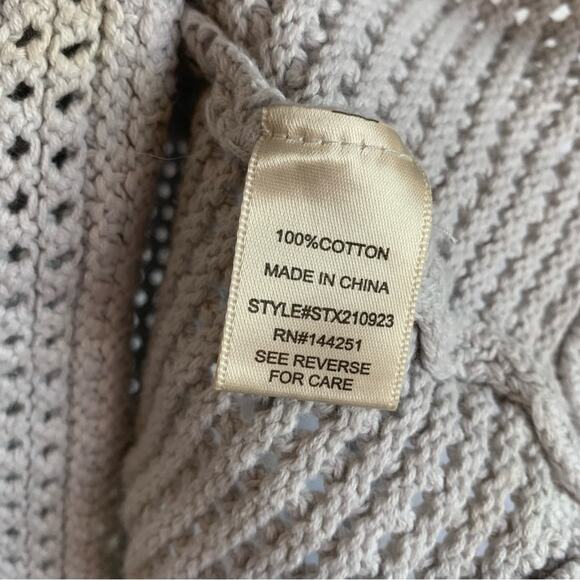 100%COTTON
MADE IN CHINA
STYLE#STX210923
RN#144251
SEE REVERSE
FOR CARE